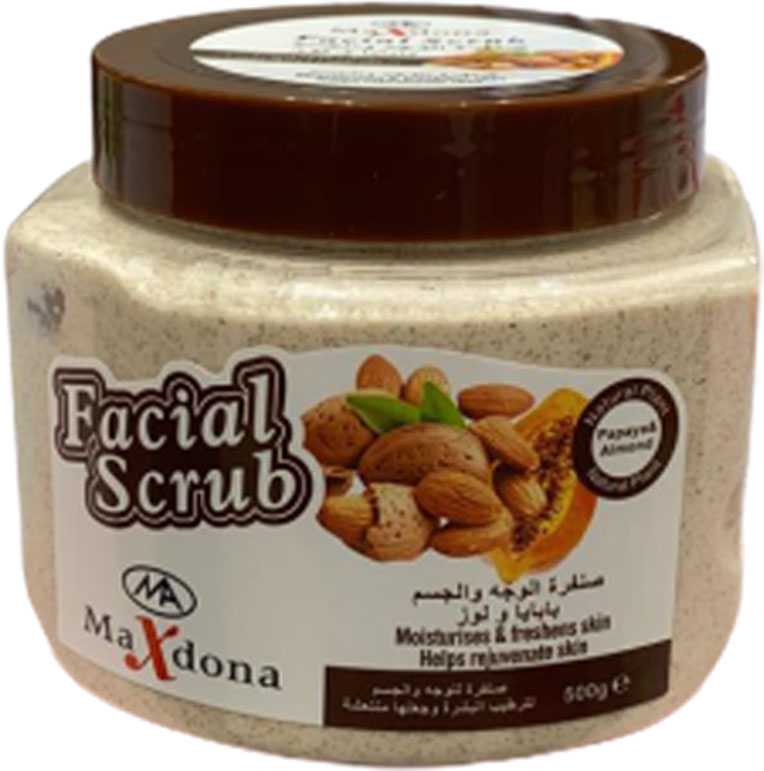 MaXdona
Facial Scrub
Facial
Scrub
Natural Plant
Papaya&
Almond
Natural Plant
MA
MaXdona
صنفرة الوجه والجسم
بابايا و لوز
Moisturises & freshens skin
Helps rejuvenate skin
صنفرة للوجه والجسم
لترطيب البشرة وجعلها منتعشة
500g e